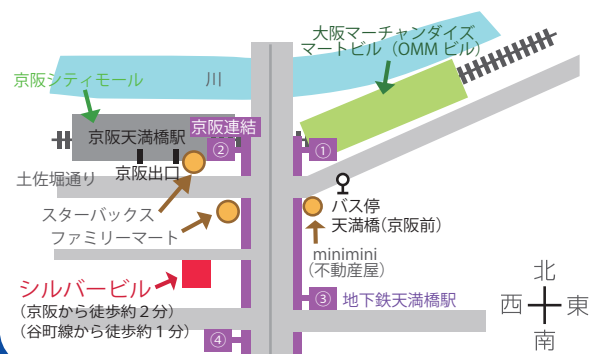 大阪マーチャンダイズ
マートビル（OMM ビル）
京阪シティモール
川
京阪天満橋駅
京阪連結
②
①
京阪出口
土佐堀通り
スターバックス
ファミリーマート
バス停
天満橋（京阪前）
minimini
（不動産屋）
シルバービル
（京阪から徒歩約２分）
（谷町線から徒歩約１分）
③
地下鉄天満橋駅
④
北
西
東
南